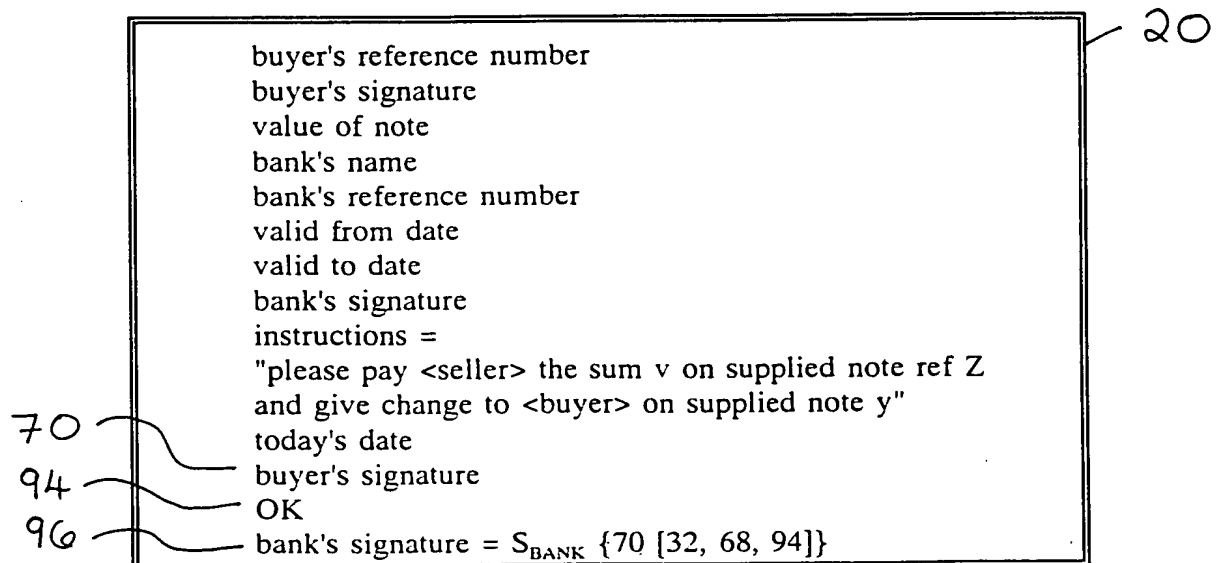 20
buyer's reference number
buyer's signature
value of note
bank's name
bank's reference number
valid from date
valid to date
bank's signature
instructions =
"please pay <seller> the sum v on supplied note ref Z
and give change to <buyer> on supplied note y"
today's date
70 buyer's signature
94 OK
96 bank's signature = S_BANK {70 [32, 68, 94]}